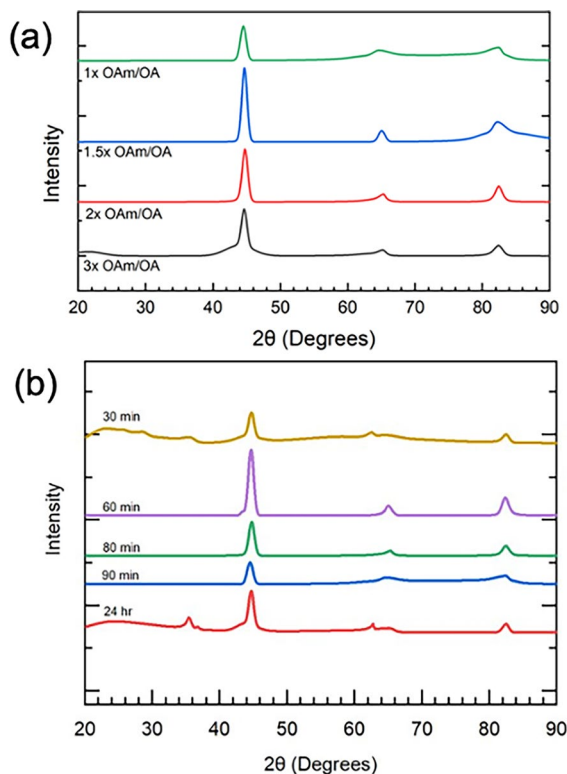 (a)
Intensity
1x OAm/OA
1.5x OAm/OA
2x OAm/OA
3x OAm/OA
20 30 40 50 60 70 80 90
2θ (Degrees)
(b)
Intensity
30 min
60 min
80 min
90 min
24 hr
20 30 40 50 60 70 80 90
2θ (Degrees)